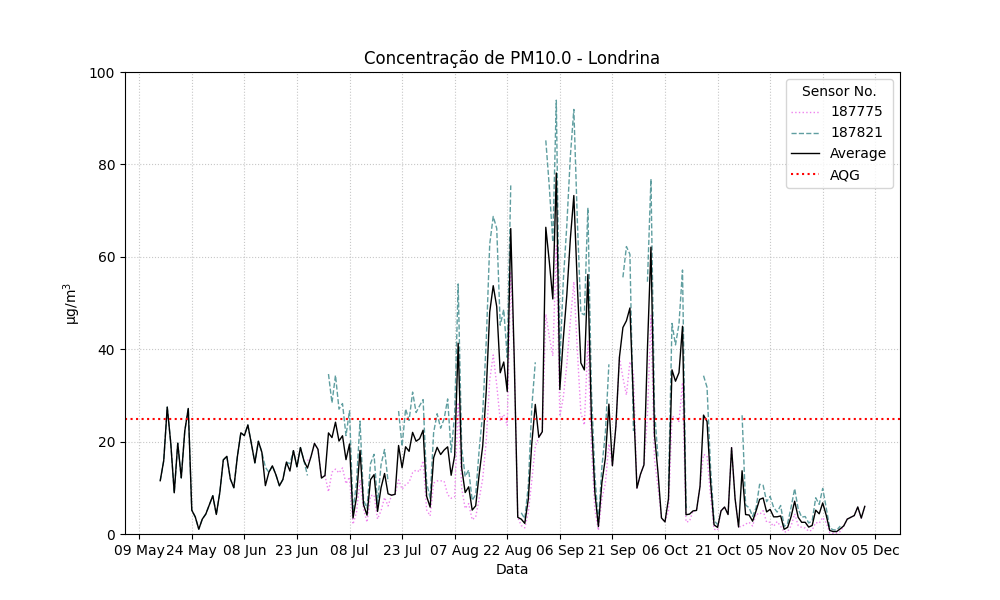 Concentração de PM10.0 - Londrina
Sensor No.
187775
187821
Average
AQG
µg/m³
100
80
60
40
20
0
09 May 24 May 08 Jun 23 Jun 08 Jul 23 Jul 07 Aug 22 Aug 06 Sep 21 Sep 06 Oct 21 Oct 05 Nov 20 Nov 05 Dec
Data